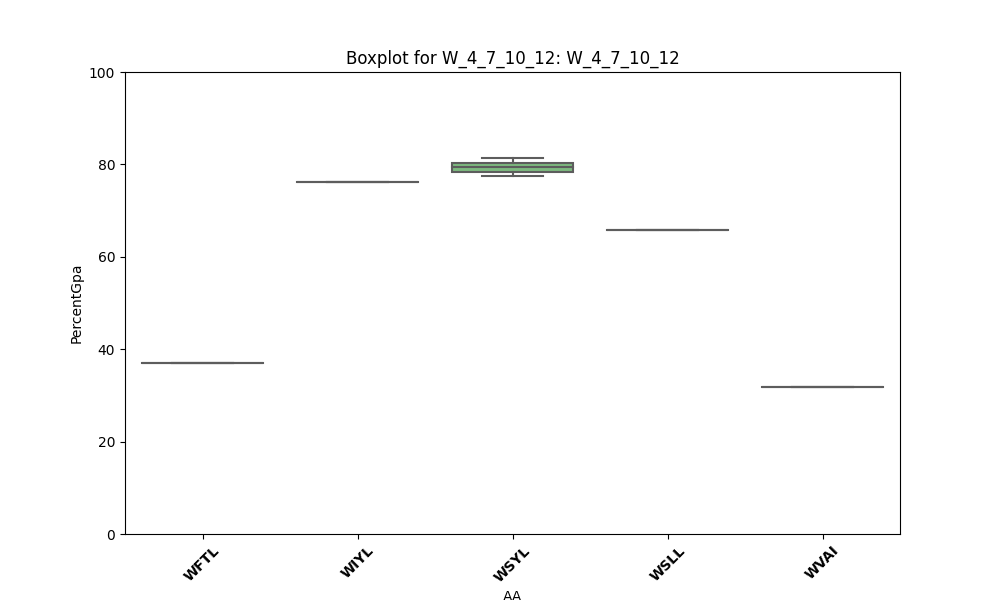 Boxplot for W_4_7_10_12: W_4_7_10_12
100
80
60
40
20
0
PercentGpa
WFTL
WIYL
WSYL
WSLL
WVAI
AA